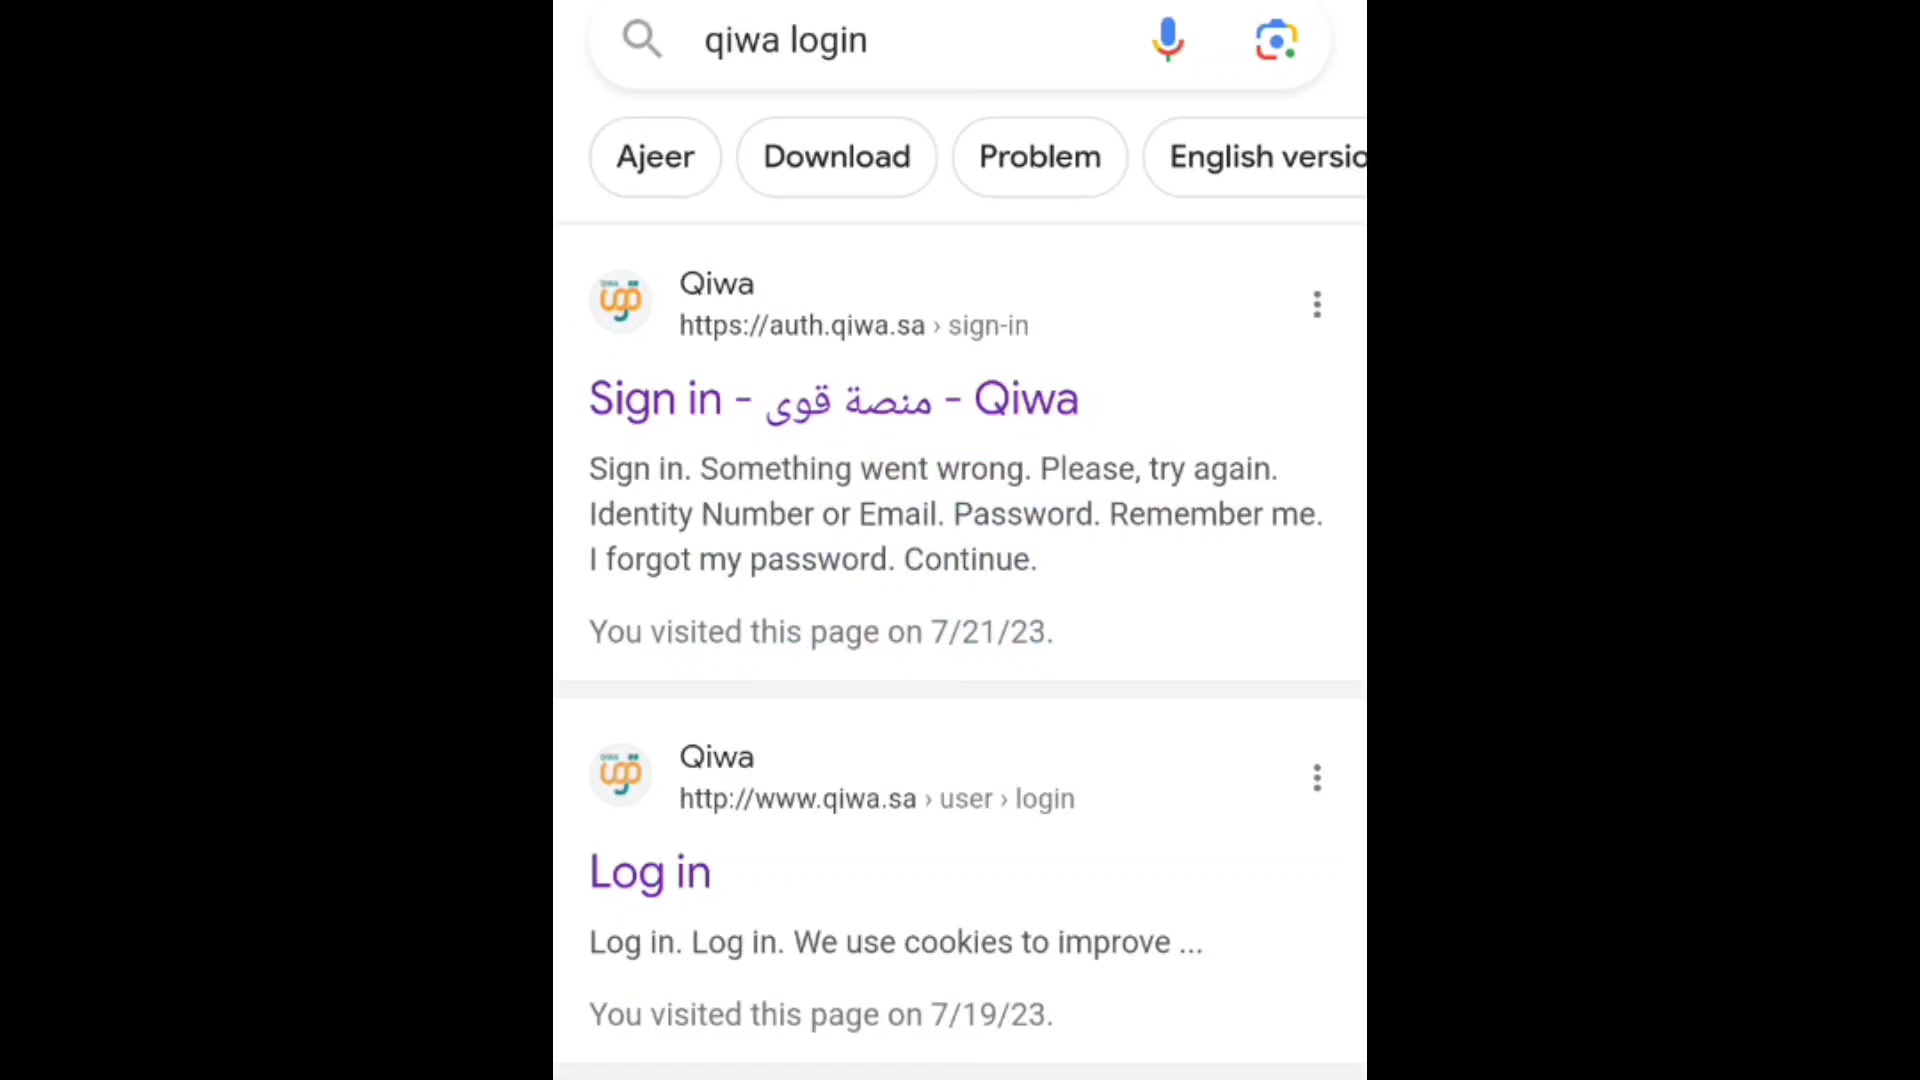 qiwa login
Ajeer
Download
Problem
English versio
Qiwa
https://auth.qiwa.sa › sign-in
Sign in - منصة قوى - Qiwa
Sign in. Something went wrong. Please, try again.
Identity Number or Email. Password. Remember me.
I forgot my password. Continue.
You visited this page on 7/21/23.
Qiwa
http://www.qiwa.sa › user › login
Log in
Log in. Log in. We use cookies to improve ...
You visited this page on 7/19/23.